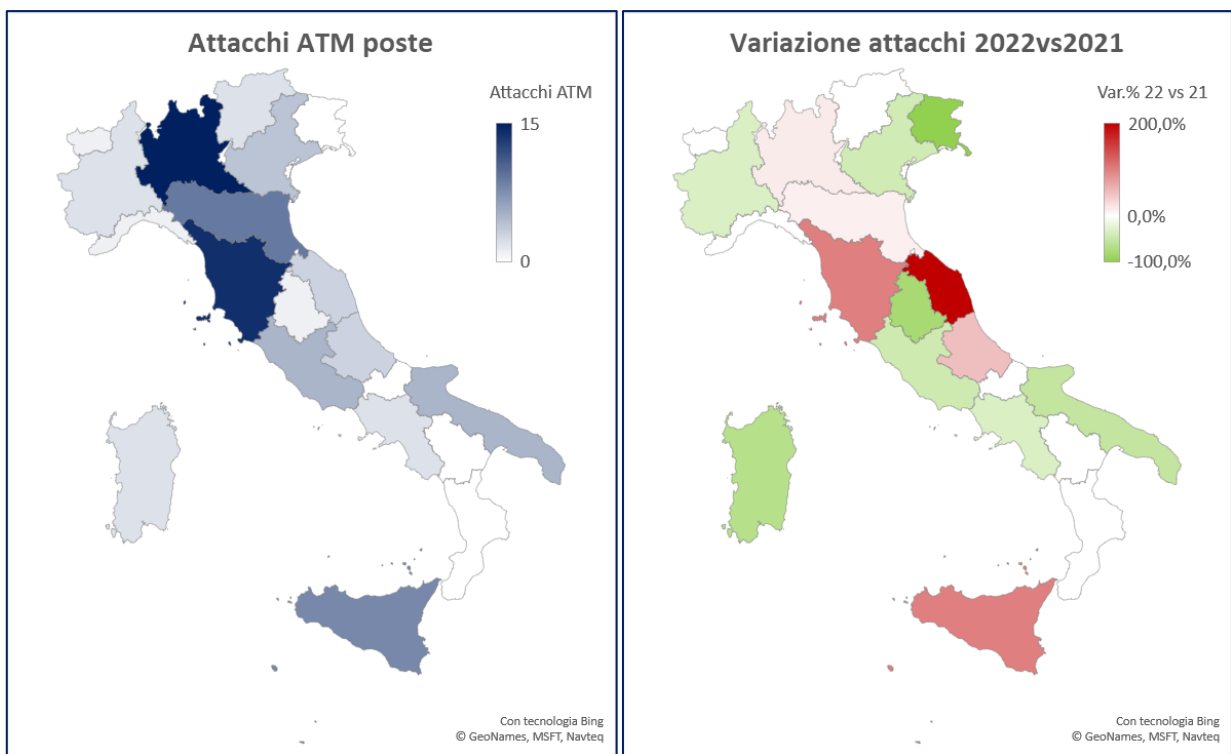 Attacchi ATM poste
Attacchi ATM
15
0
Con tecnologia Bing
© GeoNames, MSFT, Navteq
Variazione attacchi 2022vs2021
Var.% 22 vs 21
200,0%
0,0%
-100,0%
Con tecnologia Bing
© GeoNames, MSFT, Navteq